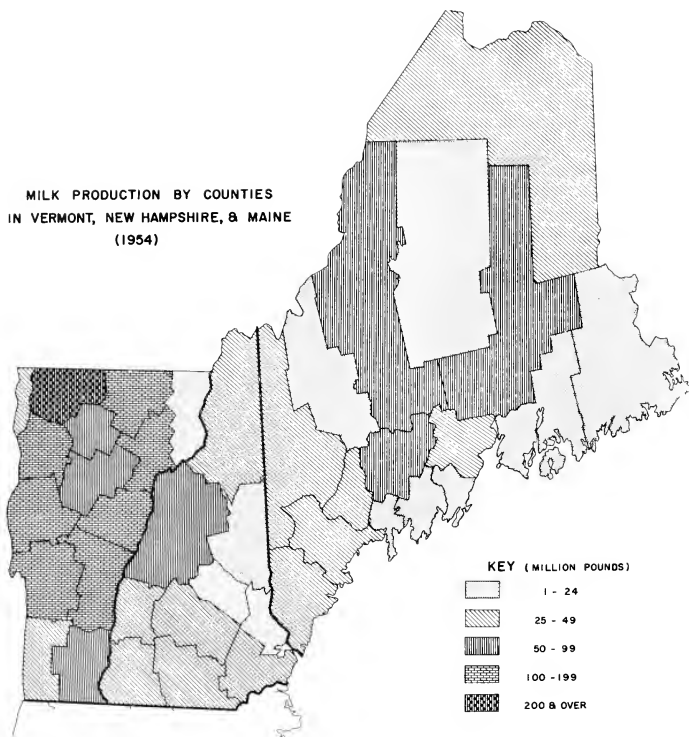 MILK PRODUCTION BY COUNTIES
IN VERMONT, NEW HAMPSHIRE, & MAINE
(1954)
KEY (MILLION POUNDS)
1 - 24
25 - 49
50 - 99
100 - 199
200 & OVER